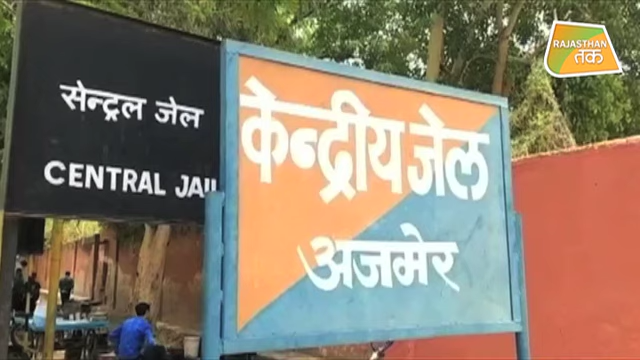 सेन्ट्रल जेल
CENTRAL JAIL
केन्द्रीय जेल
अजमेर
RAJASTHAN
तक